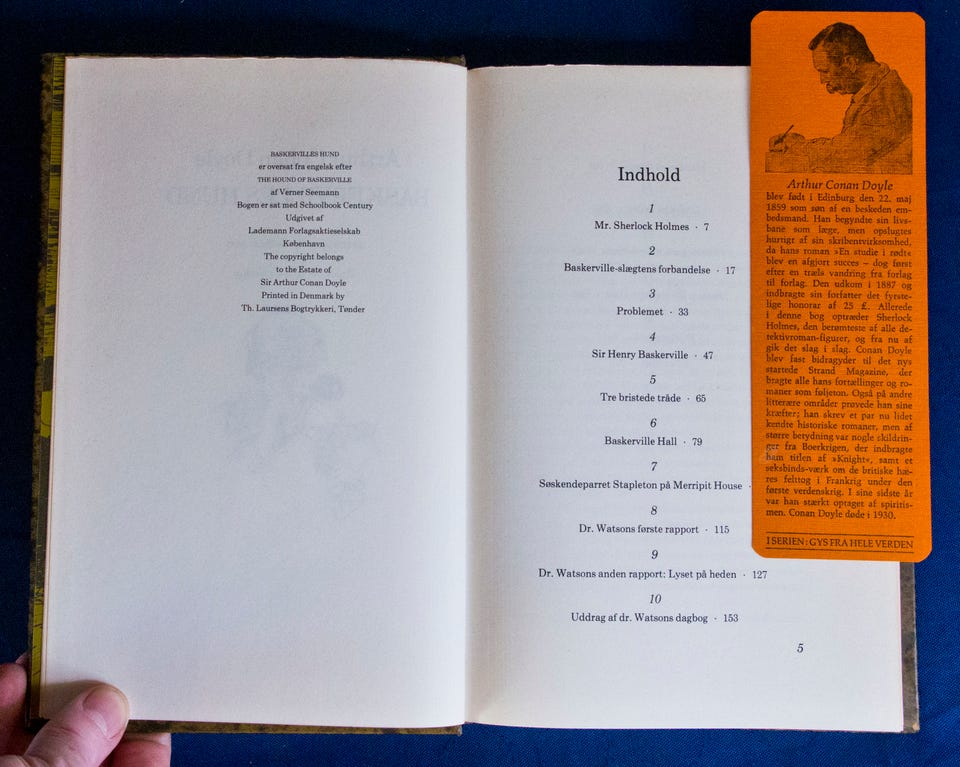 BASKERVILLES HUND
er oversat fra engelsk efter
THE HOUND OF BASKERVILLE
af Verner Seemann
Bogen er sat med Schoolbook Century
Udgivet af
Lademann Forlagsaktieselskab
København
The copyright belongs
to the Estate of
Sir Arthur Conan Doyle
Printed in Denmark by
Th. Laursens Bogtrykkeri, Tønder
Indhold
1
Mr. Sherlock Holmes · 7
2
Baskerville-slægtens forbandelse · 17
3
Problemet · 33
4
Sir Henry Baskerville · 47
5
Tre bristede tråde · 65
6
Baskerville Hall · 79
7
Søskendeparret Stapleton på Merripit House ·
8
Dr. Watsons første rapport · 115
9
Dr. Watsons anden rapport: Lyset på heden · 127
10
Uddrag af dr. Watsons dagbog · 153
5
Arthur Conan Doyle
blev født i Edinburg den 22. maj
1859 som søn af en beskeden em-
bedsmand. Han begyndte sin livs-
bane som læge, men opslugtes
hurtigt af sin skribentvirksomhed,
da hans roman »En studie i rødt«
blev en afgjort succes – dog først
efter en træls vandring fra forlag
til forlag. Den udkom i 1887 og
indbragte sin forfatter det fyrste-
lige honorar af 25 £. Allerede
i denne bog optræder Sherlock
Holmes, den berømteste af alle de-
tektivroman-figurer, og fra nu af
gik det slag i slag. Conan Doyle
blev fast bidragyder til det nys
startede Strand Magazine, der
bragte alle hans fortællinger og ro-
maner som føljeton. Også på andre
litterære områder prøvede han sine
kræfter; han skrev et par nu lidet
kendte historiske romaner, men af
større betydning var nogle skildrin-
ger fra Boerkrigen, der indbragte
ham titlen af »Knight«, samt et
seksbinds-værk om de britiske hæ-
res felttog i Frankrig under den
første verdenskrig. I sine sidste år
var han stærkt optaget af spiritis-
men. Conan Doyle døde i 1930.
I SERIEN: GYS FRA HELE VERDEN